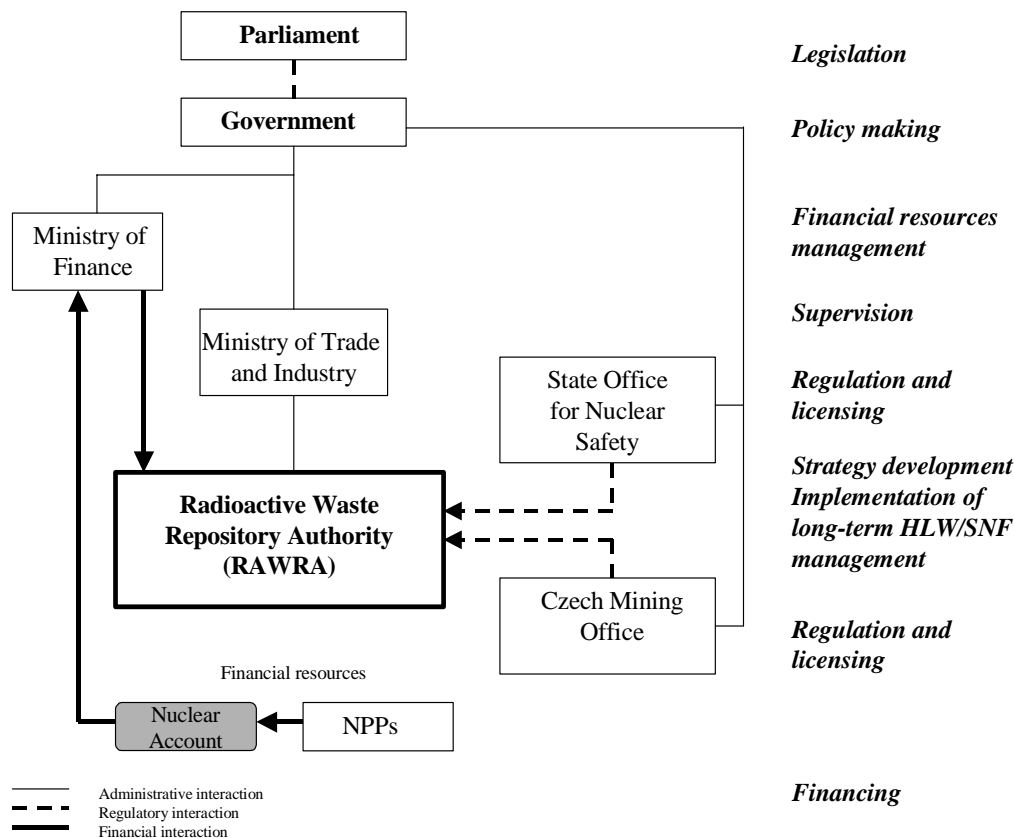 Parliament
Legislation
Government
Policy making
Ministry of
Finance
Financial resources
management
Supervision
Ministry of Trade
and Industry
State Office
for Nuclear
Safety
Regulation and
licensing
Radioactive Waste
Repository Authority
(RAWRA)
Strategy development
Implementation of
long-term HLW/SNF
management
Czech Mining
Office
Regulation and
licensing
Financial resources
Nuclear
Account
NPPs
Financing
Administrative interaction
Regulatory interaction
Financial interaction